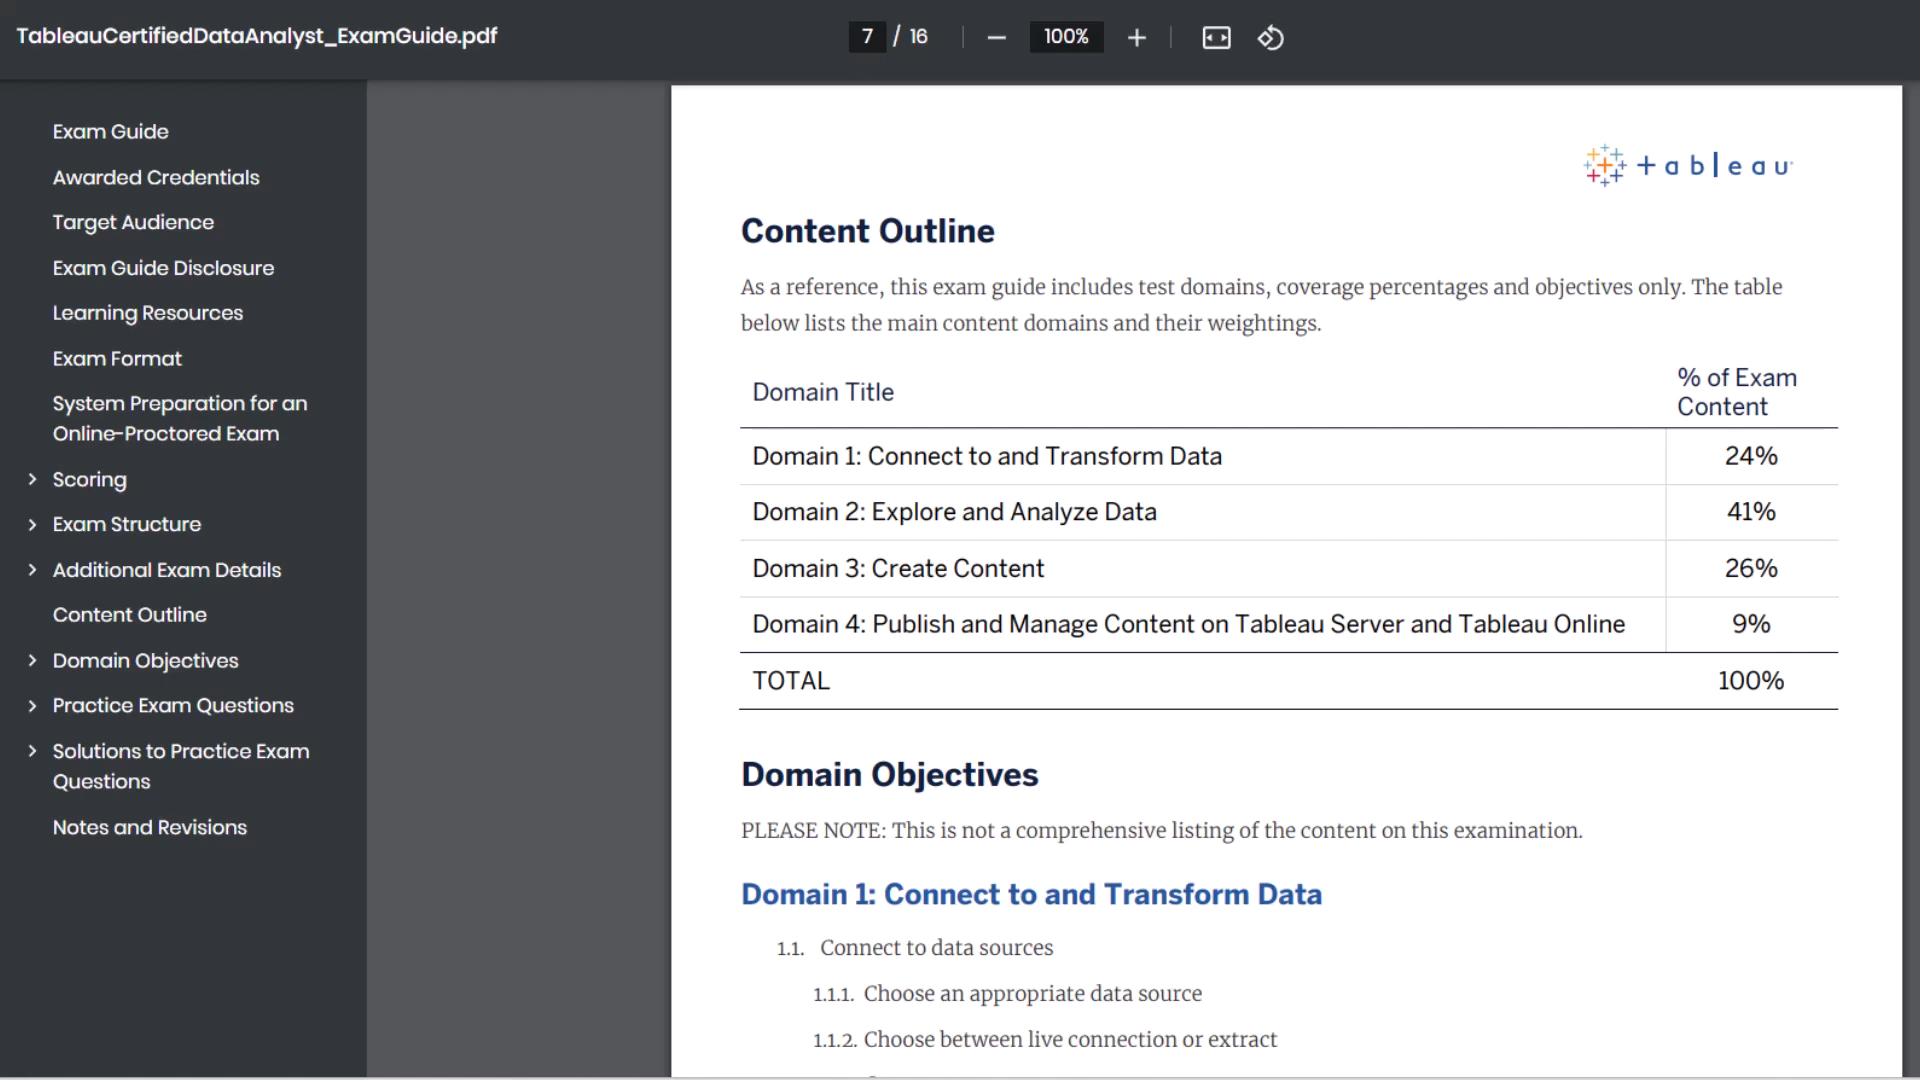 TableauCertifiedDataAnalyst_ExamGuide.pdf
7 / 16
100%
Exam Guide
Awarded Credentials
Target Audience
Exam Guide Disclosure
Learning Resources
Exam Format
System Preparation for an
Online-Proctored Exam
Scoring
Exam Structure
Additional Exam Details
Content Outline
Domain Objectives
Practice Exam Questions
Solutions to Practice Exam
Questions
Notes and Revisions
+ableau
Content Outline
As a reference, this exam guide includes test domains, coverage percentages and objectives only. The table
below lists the main content domains and their weightings.
Domain Title % of Exam Content
Domain 1: Connect to and Transform Data 24%
Domain 2: Explore and Analyze Data 41%
Domain 3: Create Content 26%
Domain 4: Publish and Manage Content on Tableau Server and Tableau Online 9%
TOTAL 100%
Domain Objectives
PLEASE NOTE: This is not a comprehensive listing of the content on this examination.
Domain 1: Connect to and Transform Data
1.1. Connect to data sources
1.1.1. Choose an appropriate data source
1.1.2. Choose between live connection or extract